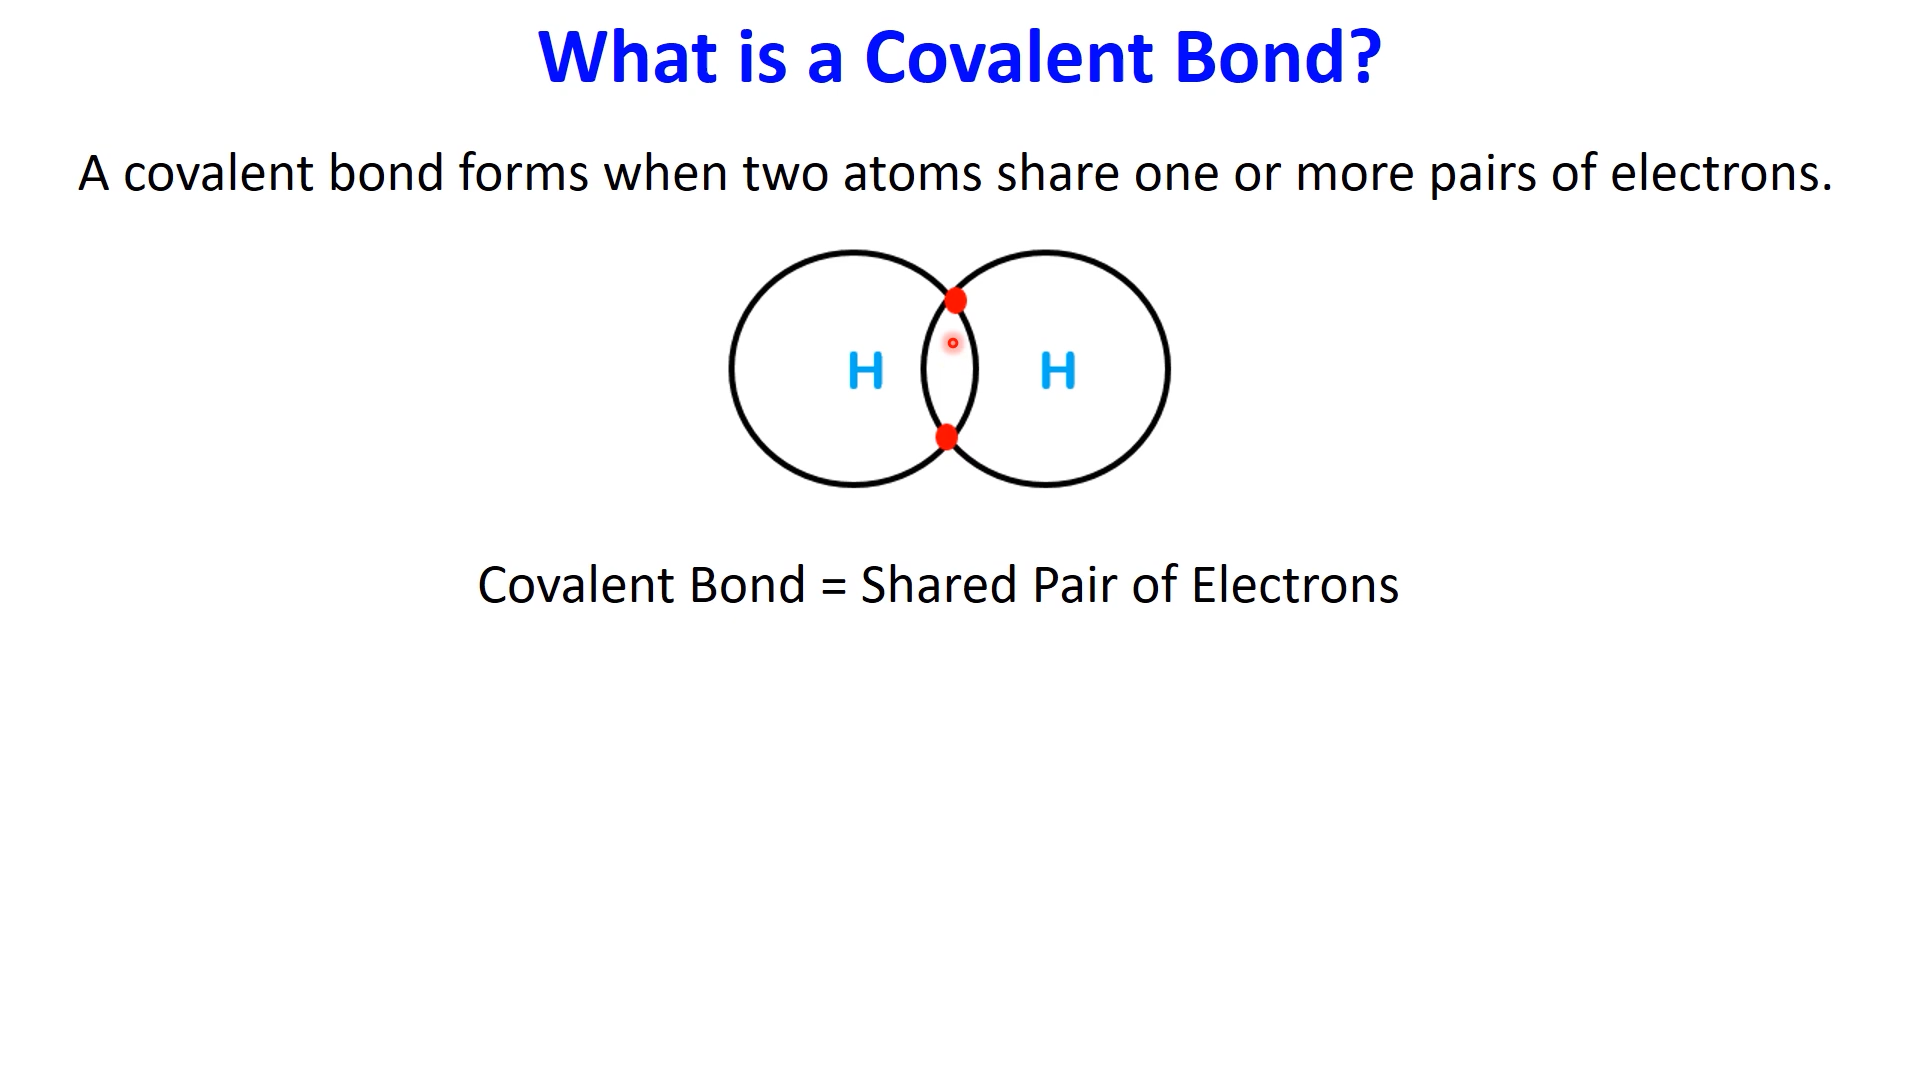 What is a Covalent Bond?
A covalent bond forms when two atoms share one or more pairs of electrons.
H H
Covalent Bond = Shared Pair of Electrons